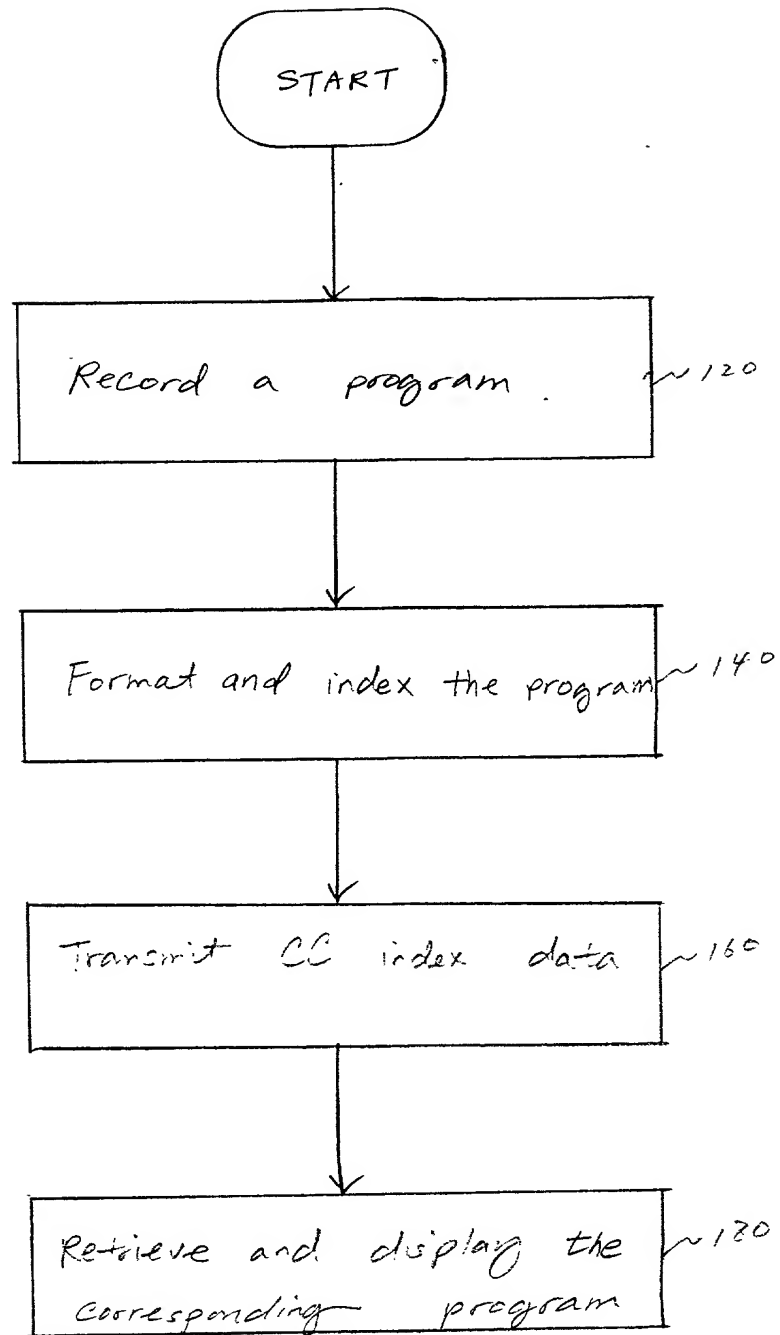 START
Record a program.
120
Format and index the program
140
Transmit CC index data
160
Retrieve and display the
corresponding program
180